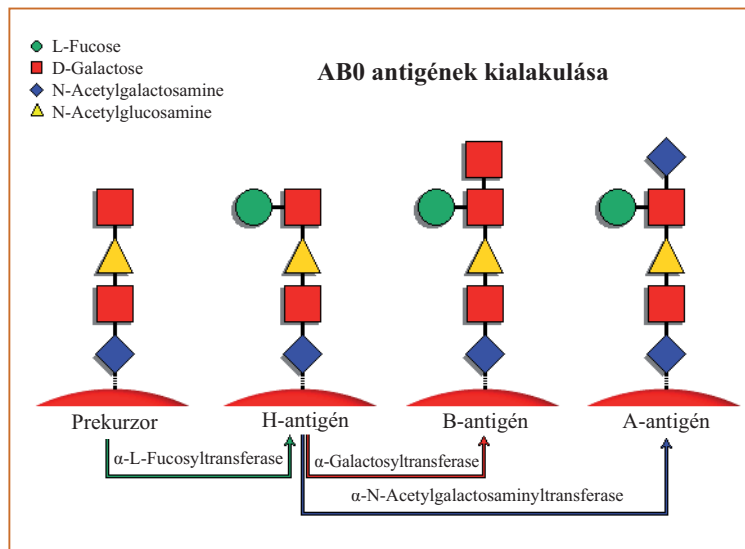 L-Fucose
D-Galactose
N-Acetylgalactosamine
N-Acetylglucosamine
AB0 antigének kialakulása
Prekurzor
H-antigén
B-antigén
A-antigén
α-L-Fucosyltransferase
α-Galactosyltransferase
α-N-Acetylgalactosaminyltransferase